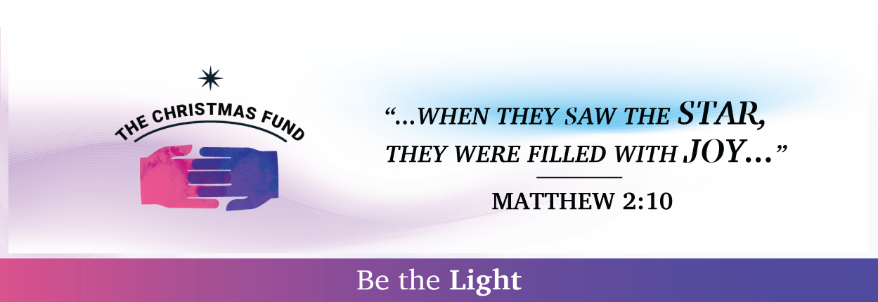 THE CHRISTMAS FUND
“...WHEN THEY SAW THE STAR,
THEY WERE FILLED WITH JOY...”
MATTHEW 2:10
Be the Light